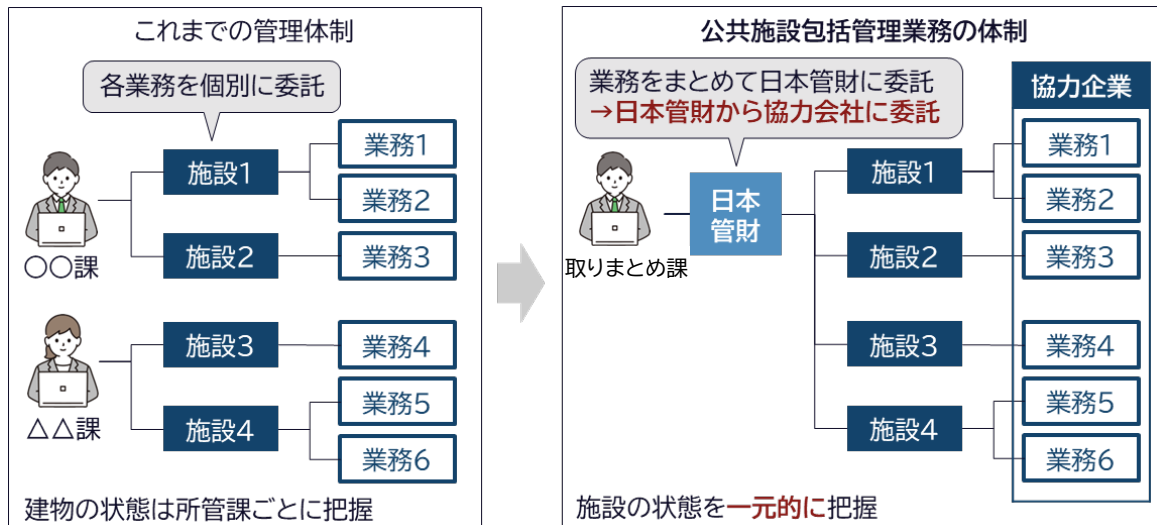 これまでの管理体制
各業務を個別に委託
施設1
業務1
業務2
施設2
業務3
〇〇課
施設3
業務4
施設4
業務5
業務6
△△課
建物の状態は所管課ごとに把握
公共施設包括管理業務の体制
業務をまとめて日本管財に委託
→日本管財から協力会社に委託
協力企業
取りまとめ課
日本
管財
施設1
業務1
業務2
施設2
業務3
施設3
業務4
施設4
業務5
業務6
施設の状態を一元的に把握